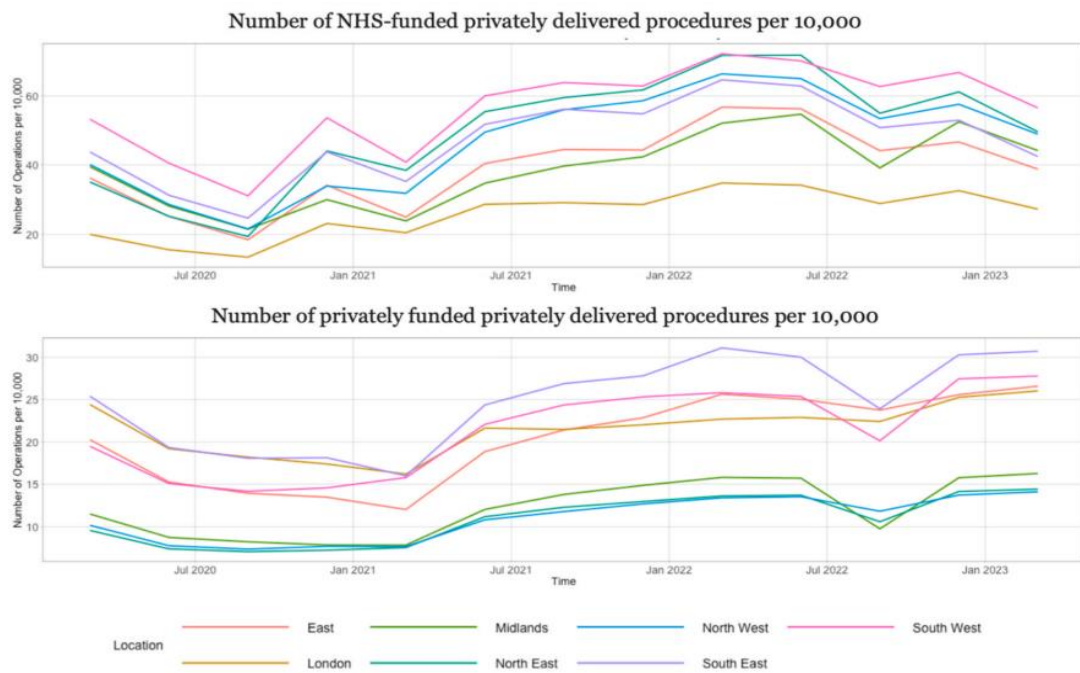 Number of NHS-funded privately delivered procedures per 10,000
Number of Operations per 10,000
60
40
20
Jul 2020 Jan 2021 Jul 2021 Jan 2022 Jul 2022 Jan 2023
Time
Number of privately funded privately delivered procedures per 10,000
Number of Operations per 10,000
30
25
20
15
10
Jul 2020 Jan 2021 Jul 2021 Jan 2022 Jul 2022 Jan 2023
Time
Location
East Midlands North West South West
London North East South East